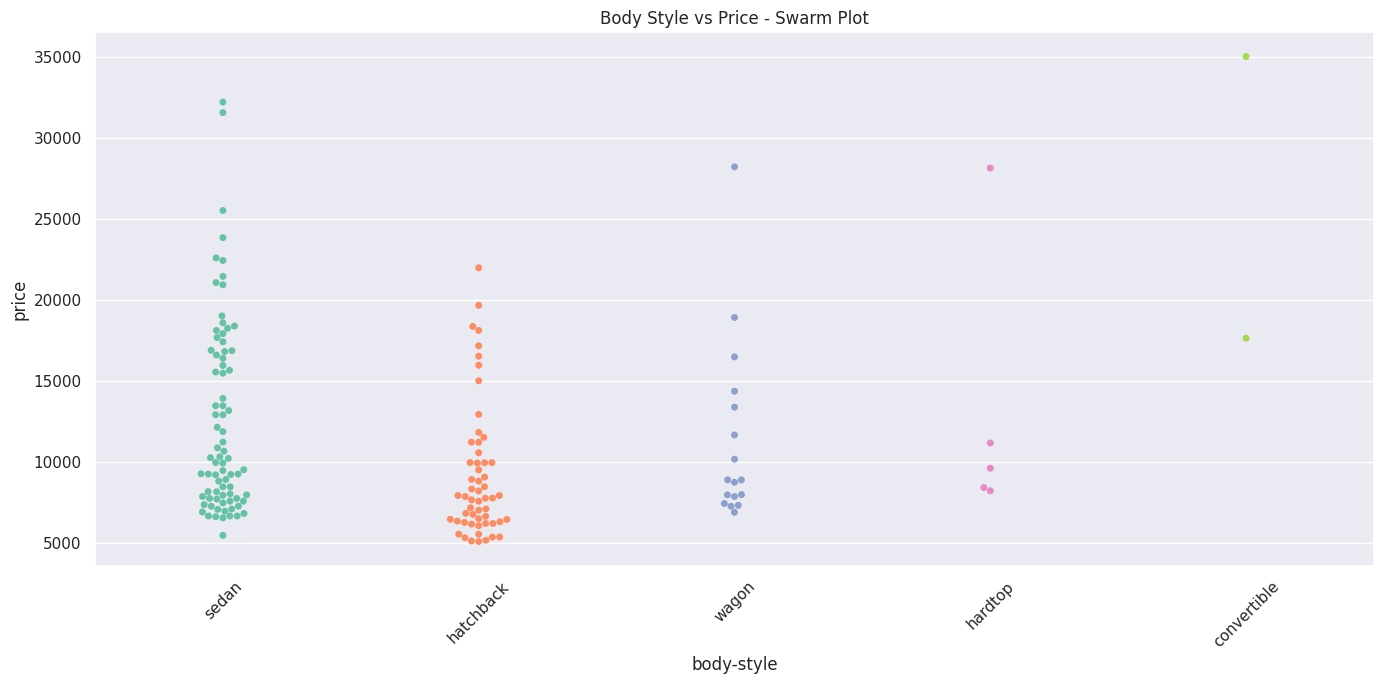 Body Style vs Price - Swarm Plot
35000
30000
25000
20000
15000
10000
5000
price
sedan
hatchback
wagon
hardtop
convertible
body-style